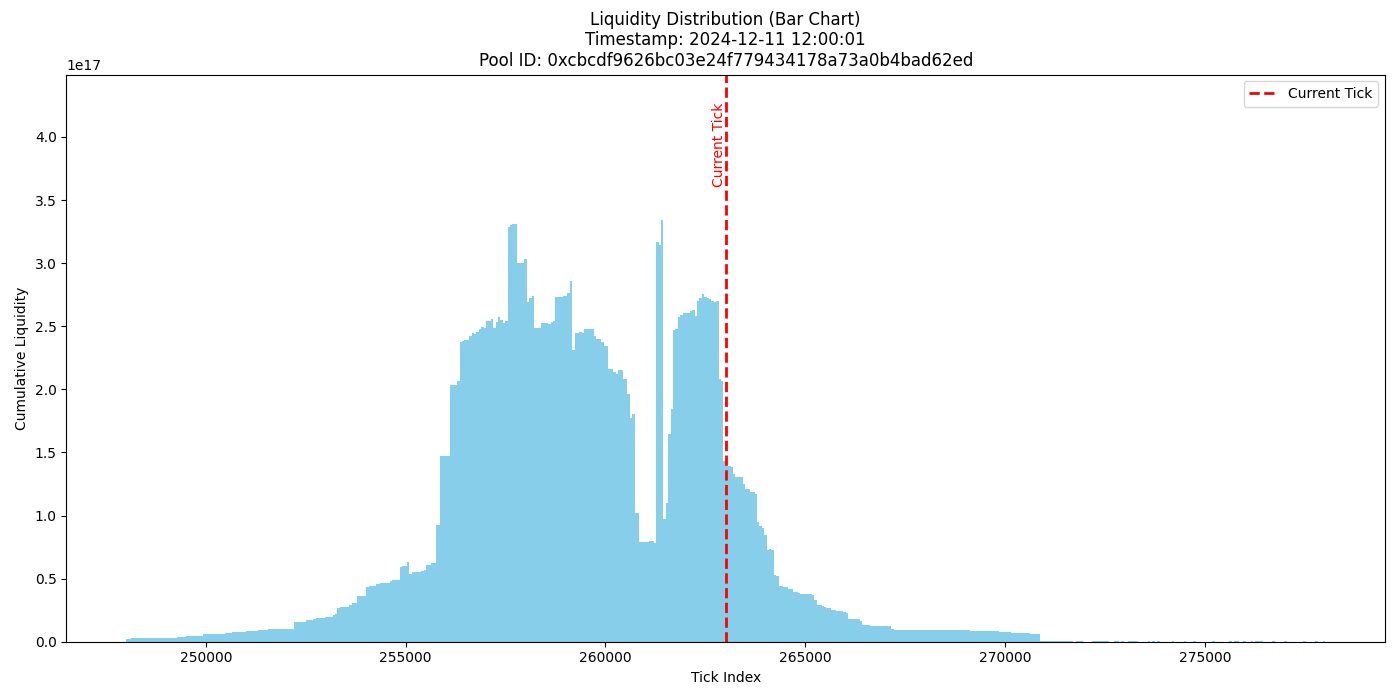 Liquidity Distribution (Bar Chart)
Timestamp: 2024-12-11 12:00:01
Pool ID: 0xcbcdf9626bc03e24f779434178a73a0b4bad62ed
1e17
Current Tick
Current Tick
4.0
3.5
3.0
2.5
2.0
1.5
1.0
0.5
0.0
Cumulative Liquidity
250000 255000 260000 265000 270000 275000
Tick Index